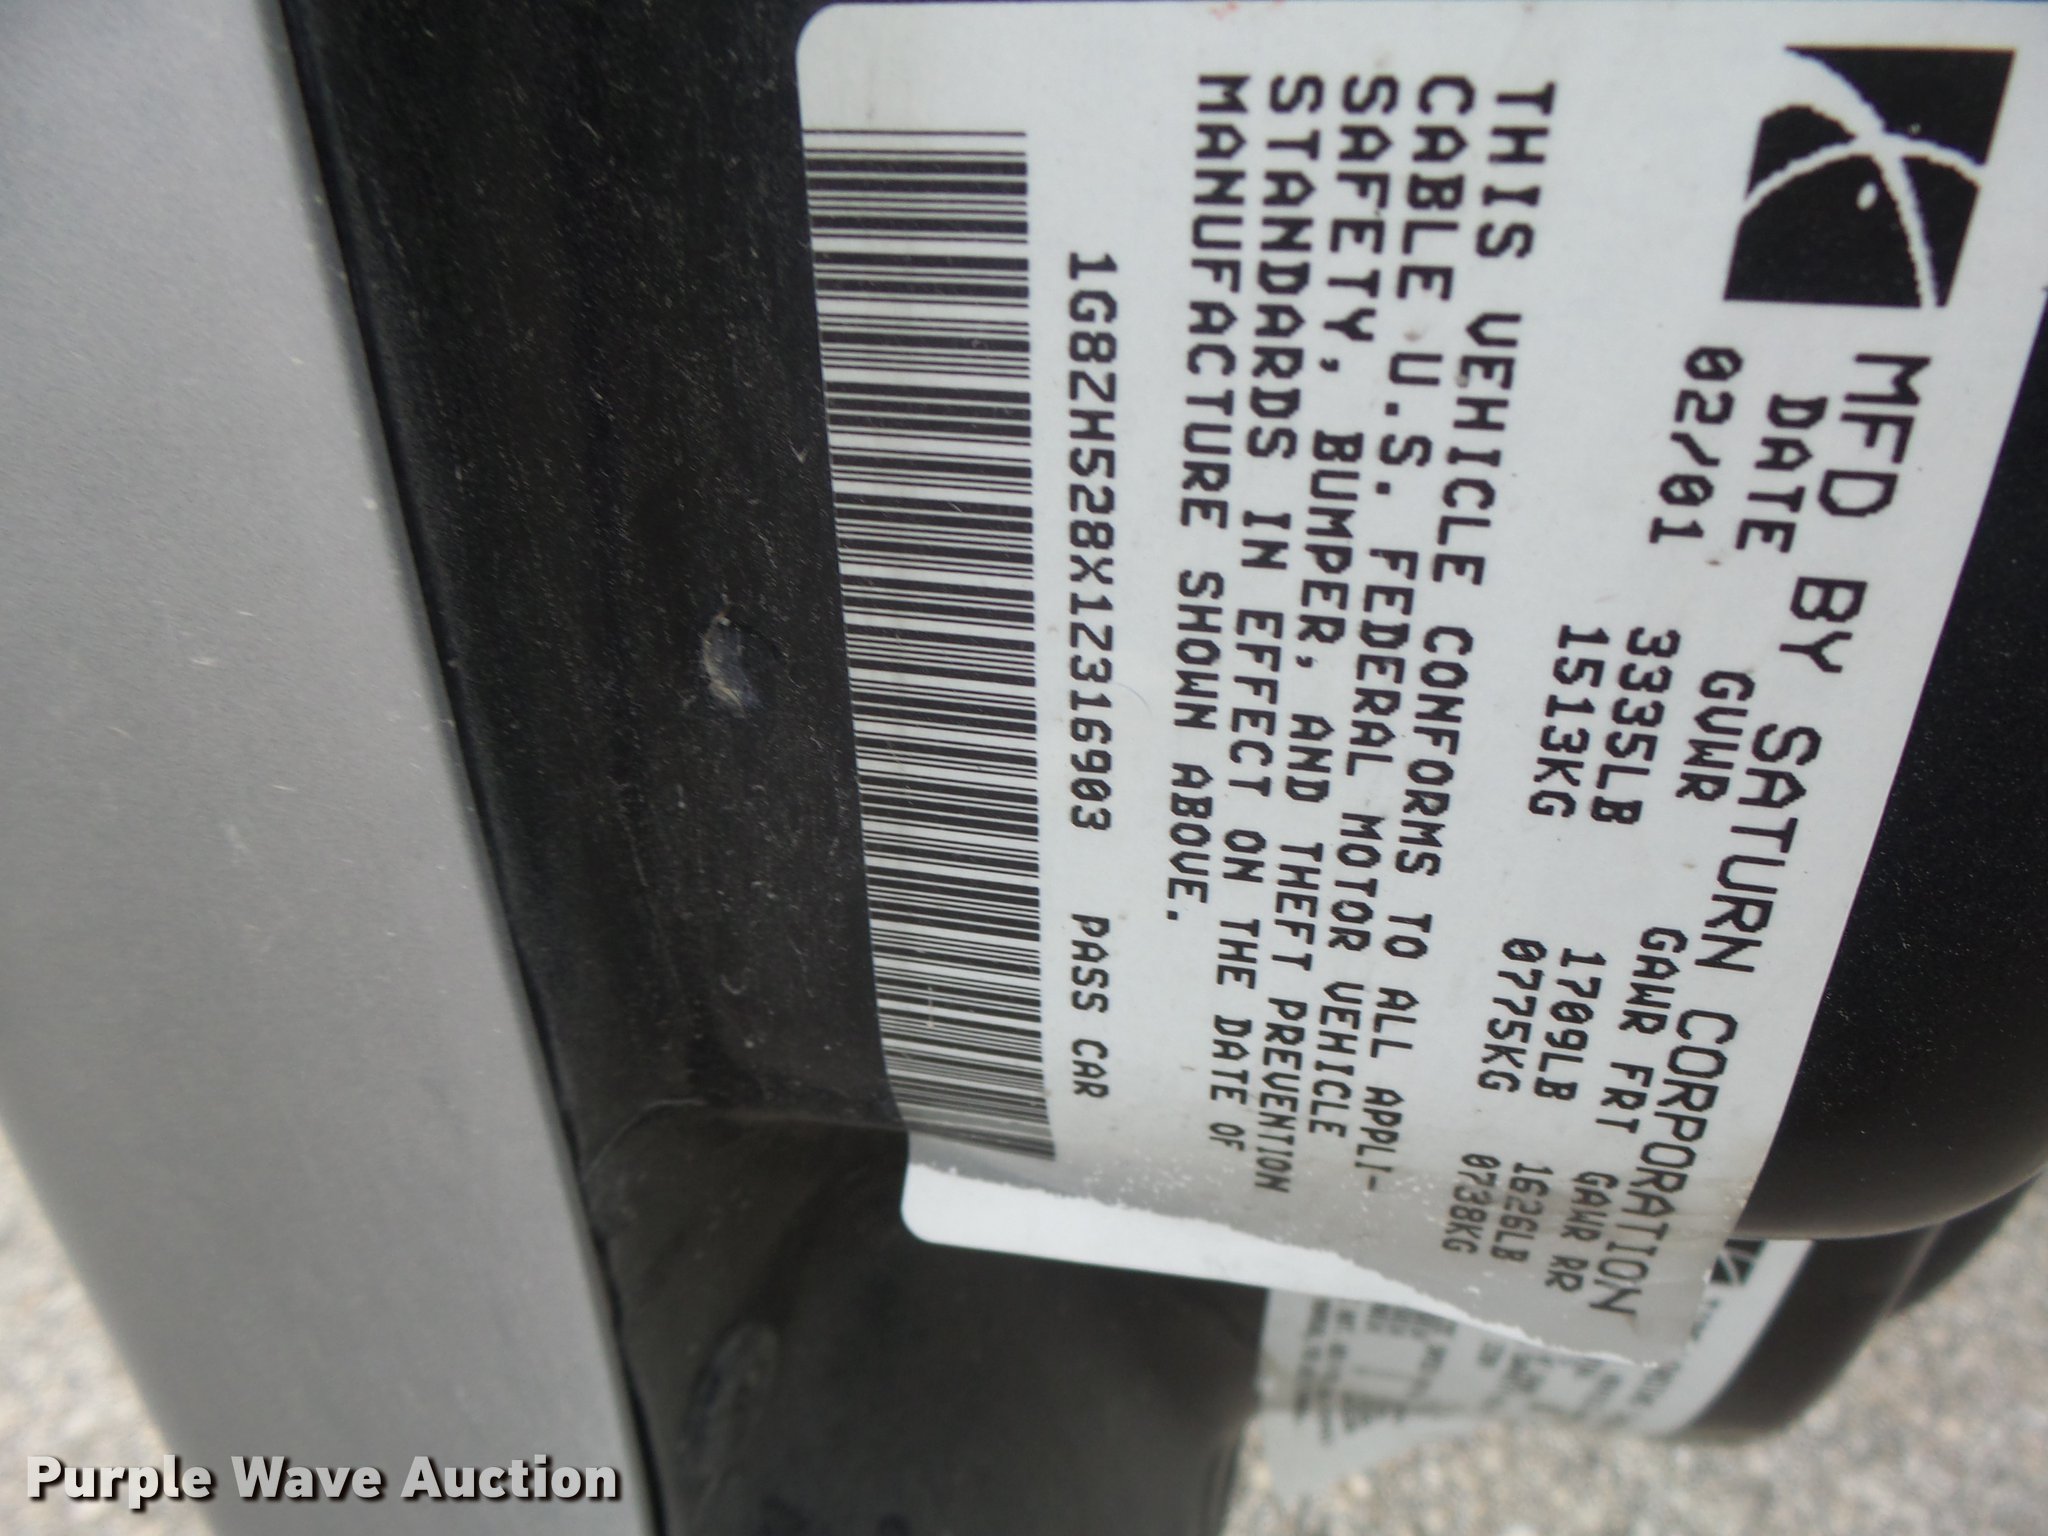 MFD BY SATURN CORPORATION
DATE GVWR GAWR FRT GAWR RR
02/01 3335LB 1709LB 1626LB
1513KG 0775KG 0738KG
THIS VEHICLE CONFORMS TO ALL APPLI-
CABLE U.S. FEDERAL MOTOR VEHICLE
SAFETY, BUMPER, AND THEFT PREVENTION
STANDARDS IN EFFECT ON THE DATE OF
MANUFACTURE SHOWN ABOVE.
1G8ZH528X1Z316903 PASS CAR
Purple Wave Auction